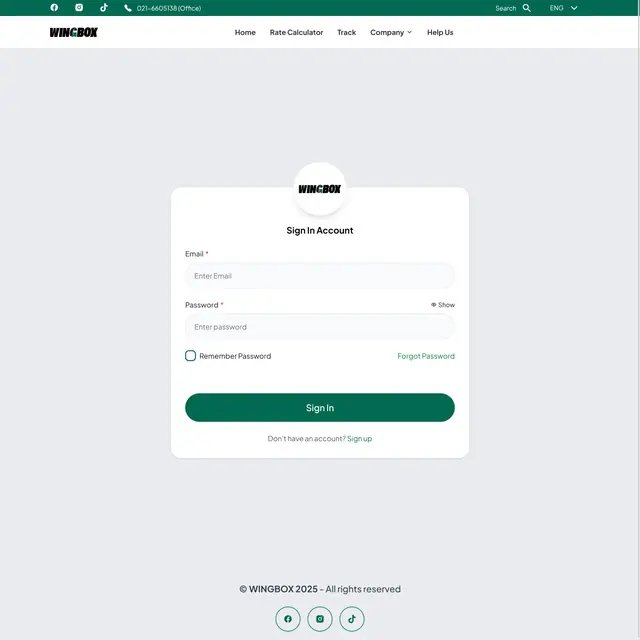 021-6605138 (Office) Search ENG
WINGBOX Home Rate Calculator Track Company Help Us
WINGBOX
Sign In Account
Email *
Enter Email
Password * Show
Enter password
Remember Password Forgot Password
Sign In
Don't have an account? Sign up
© WINGBOX 2025 – All rights reserved